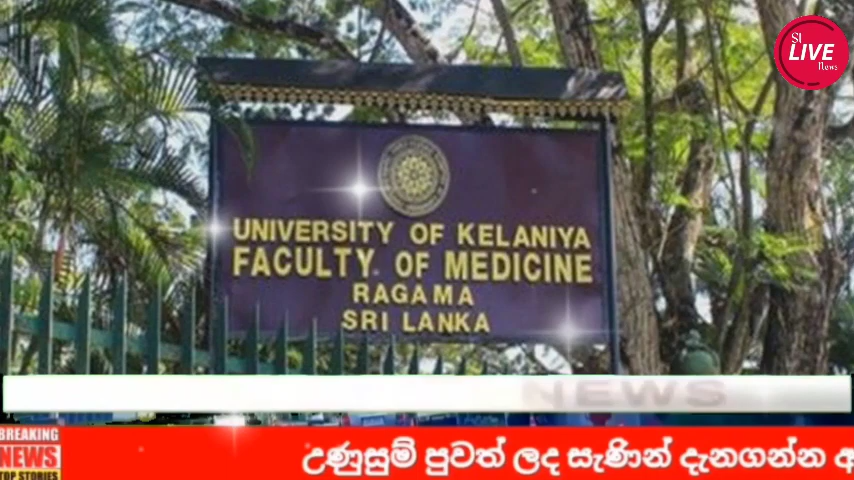 SL
LIVE
News
UNIVERSITY OF KELANIYA
FACULTY OF MEDICINE
RAGAMA
SRI LANKA
NEWS
BREAKING
NEWS
TOP STORIES
උණුසුම් පුවත් ලද සැණින් දැනගන්න